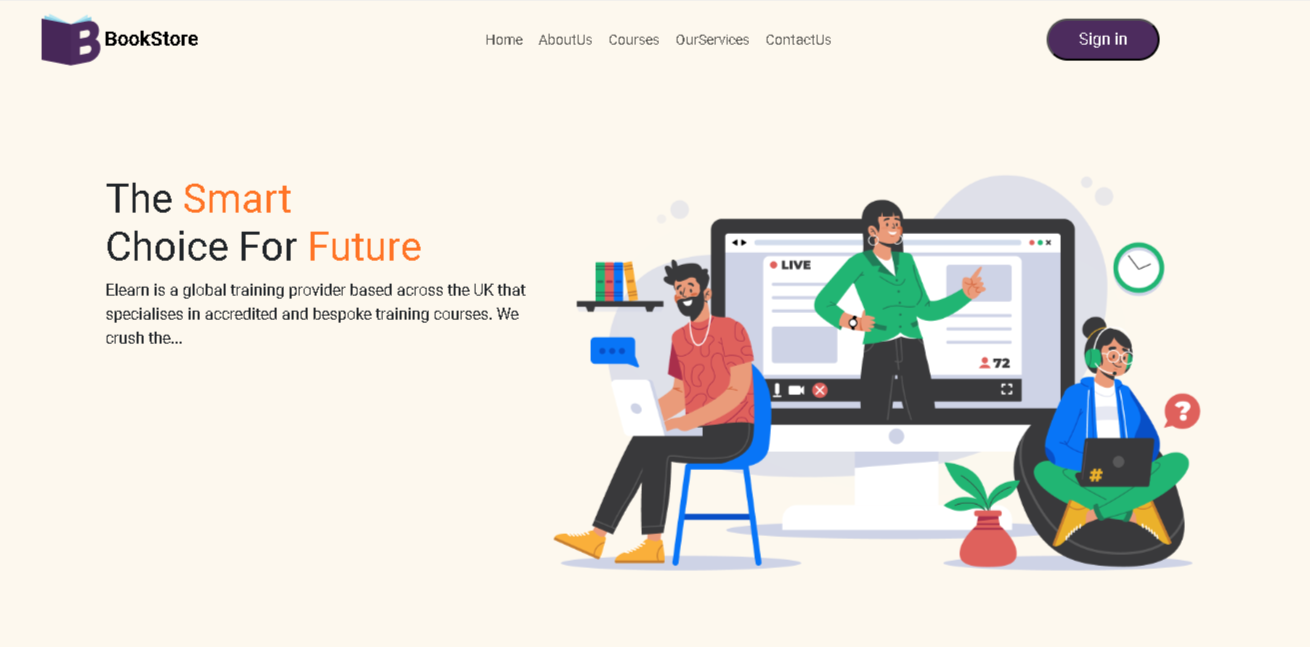 BookStore
Home AboutUs Courses OurServices ContactUs
Sign in
The Smart
Choice For Future
Elearn is a global training provider based across the UK that
specialises in accredited and bespoke training courses. We
crush the...
LIVE
72
?
#